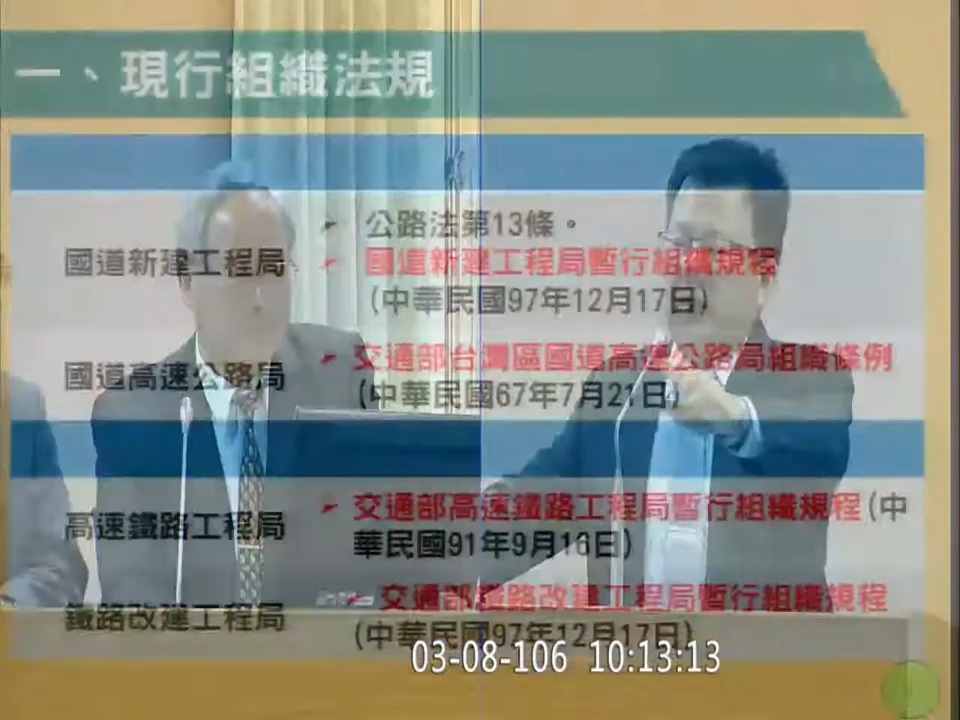 一、現行組織法規
公路法第13條。
國道新建工程局
國道新建工程局暫行組織規程
(中華民國97年12月17日)
國道高速公路局
交通部台灣區國道高速公路局組織條例
(中華民國67年7月21日)
高速鐵路工程局
交通部高速鐵路工程局暫行組織規程(中
華民國91年9月16日)
鐵路改建工程局
交通部鐵路改建工程局暫行組織規程
(中華民國97年12月17日)
03-08-106 10:13:13